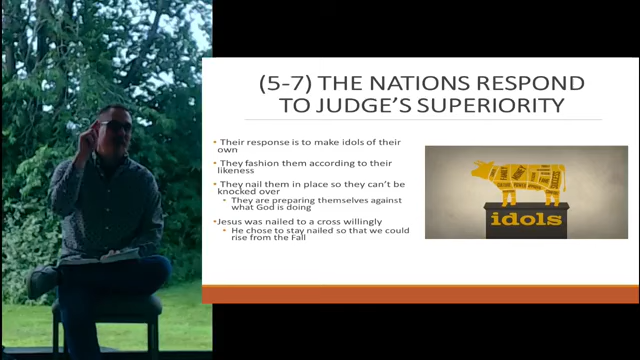 (5-7) THE NATIONS RESPOND
TO JUDGE'S SUPERIORITY
• Their response is to make idols of their
own
• They fashion them according to their
likeness
• They nail them in place so they can't be
knocked over
• They are preparing themselves against
what God is doing
•Jesus was nailed to a cross willingly
• He chose to stay nailed so that we could
rise from the Fall
idols